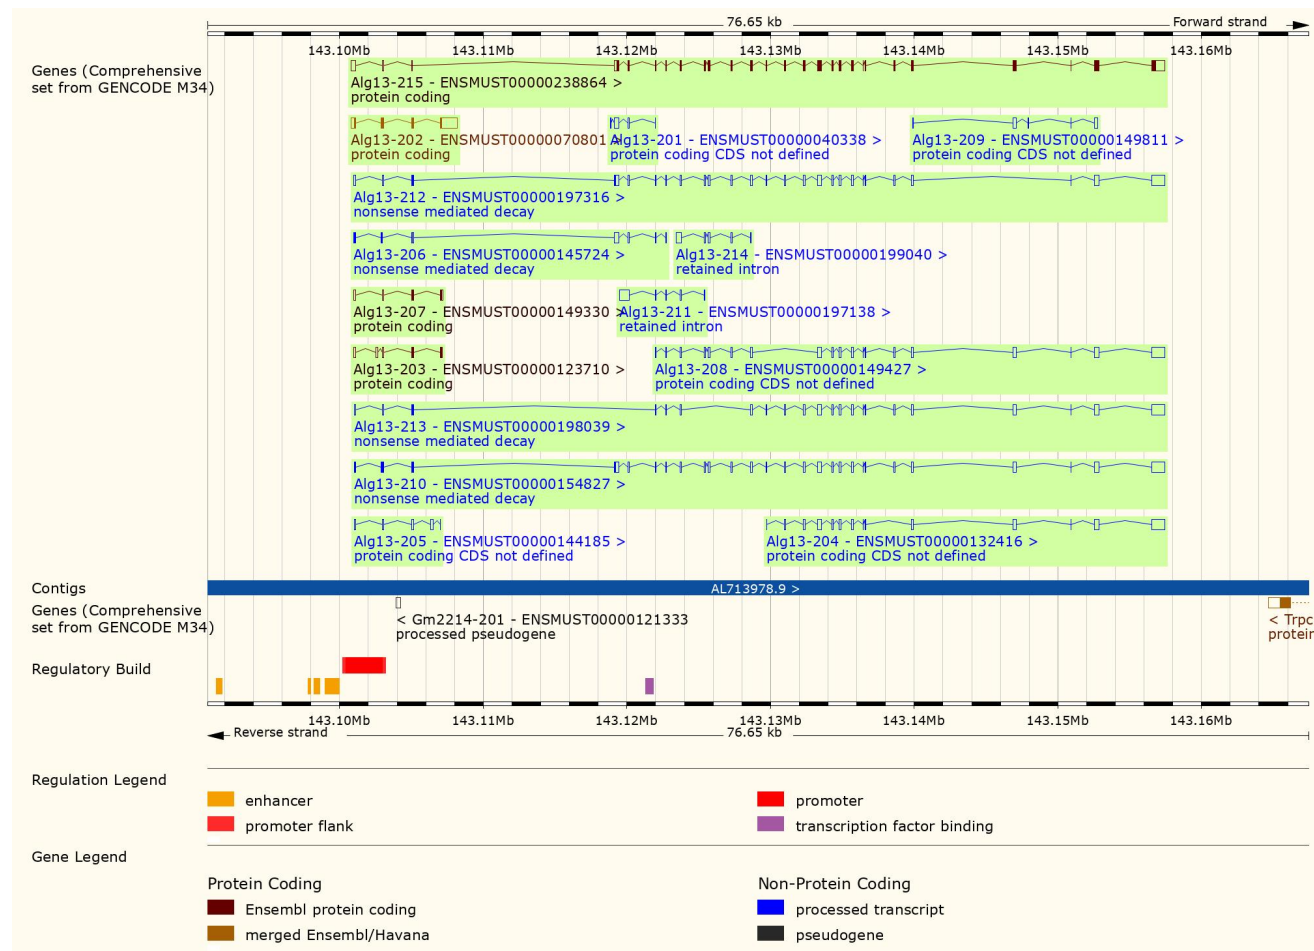 76.65 kb
Forward strand
143.10Mb 143.11Mb 143.12Mb 143.13Mb 143.14Mb 143.15Mb 143.16Mb
Genes (Comprehensive
set from GENCODE M34)
Alg13-215 - ENSMUST00000238864 >
protein coding
Alg13-202 - ENSMUST00000070801 > Alg13-201 - ENSMUST00000040338 > Alg13-209 - ENSMUST00000149811 >
protein coding protein coding CDS not defined protein coding CDS not defined
Alg13-212 - ENSMUST00000197316 >
nonsense mediated decay
Alg13-206 - ENSMUST00000145724 > Alg13-214 - ENSMUST00000199040 >
nonsense mediated decay retained intron
Alg13-207 - ENSMUST00000149330 > Alg13-211 - ENSMUST00000197138 >
protein coding retained intron
Alg13-203 - ENSMUST00000123710 > Alg13-208 - ENSMUST00000149427 >
protein coding protein coding CDS not defined
Alg13-213 - ENSMUST00000198039 >
nonsense mediated decay
Alg13-210 - ENSMUST00000154827 >
nonsense mediated decay
Alg13-205 - ENSMUST00000144185 > Alg13-204 - ENSMUST00000132416 >
protein coding CDS not defined protein coding CDS not defined
Contigs AL713978.9 >
Genes (Comprehensive
set from GENCODE M34)
< Gm2214-201 - ENSMUST00000121333 < Trpc
processed pseudogene protein
Regulatory Build
143.10Mb 143.11Mb 143.12Mb 143.13Mb 143.14Mb 143.15Mb 143.16Mb
Reverse strand 76.65 kb
Regulation Legend
enhancer promoter
promoter flank transcription factor binding
Gene Legend
Protein Coding Non-Protein Coding
Ensembl protein coding processed transcript
merged Ensembl/Havana pseudogene